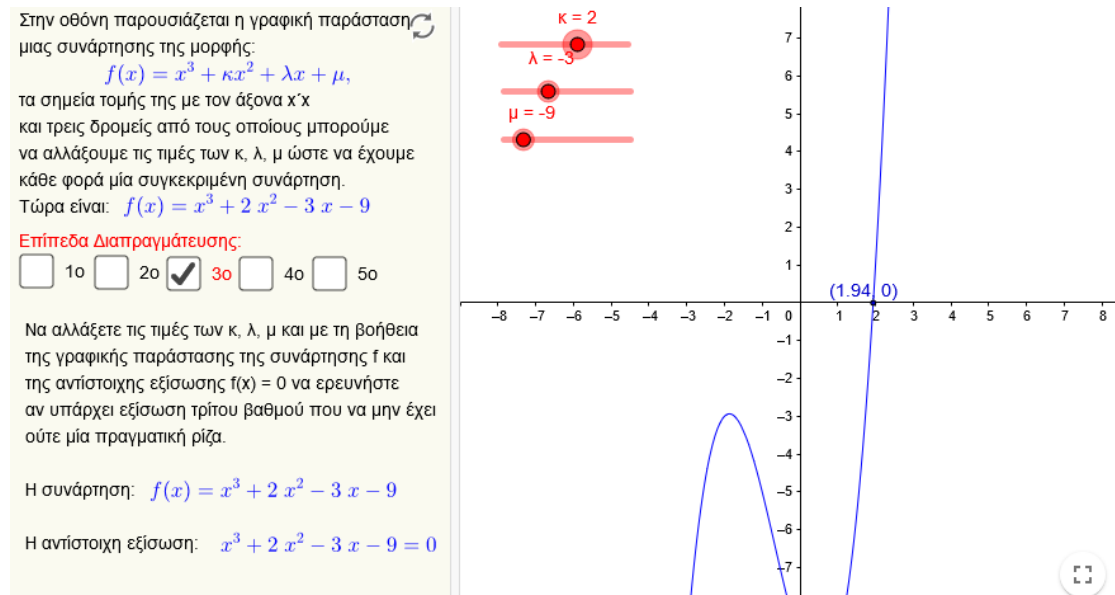 Στην οθόνη παρουσιάζεται η γραφική παράσταση
μιας συνάρτησης της μορφής:
f(x) = x³ + κx² + λx + μ,
τα σημεία τομής της με τον άξονα x΄x
και τρεις δρομείς από τους οποίους μπορούμε
να αλλάξουμε τις τιμές των κ, λ, μ ώστε να έχουμε
κάθε φορά μία συγκεκριμένη συνάρτηση.
Τώρα είναι: f(x) = x³ + 2 x² − 3 x − 9
Επίπεδα Διαπραγμάτευσης:
1ο 2ο 3ο 4ο 5ο
Να αλλάξετε τις τιμές των κ, λ, μ και με τη βοήθεια
της γραφικής παράστασης της συνάρτησης f και
της αντίστοιχης εξίσωσης f(x) = 0 να ερευνήστε
αν υπάρχει εξίσωση τρίτου βαθμού που να μην έχει
ούτε μία πραγματική ρίζα.
Η συνάρτηση: f(x) = x³ + 2 x² − 3 x − 9
Η αντίστοιχη εξίσωση: x³ + 2 x² − 3 x − 9 = 0
κ = 2
λ = -3
μ = -9
7
6
5
4
3
2
1
(1.94, 0)
–8 –7 –6 –5 –4 –3 –2 –1 0 1 2 3 4 5 6 7 8
–1
–2
–3
–4
–5
–6
–7